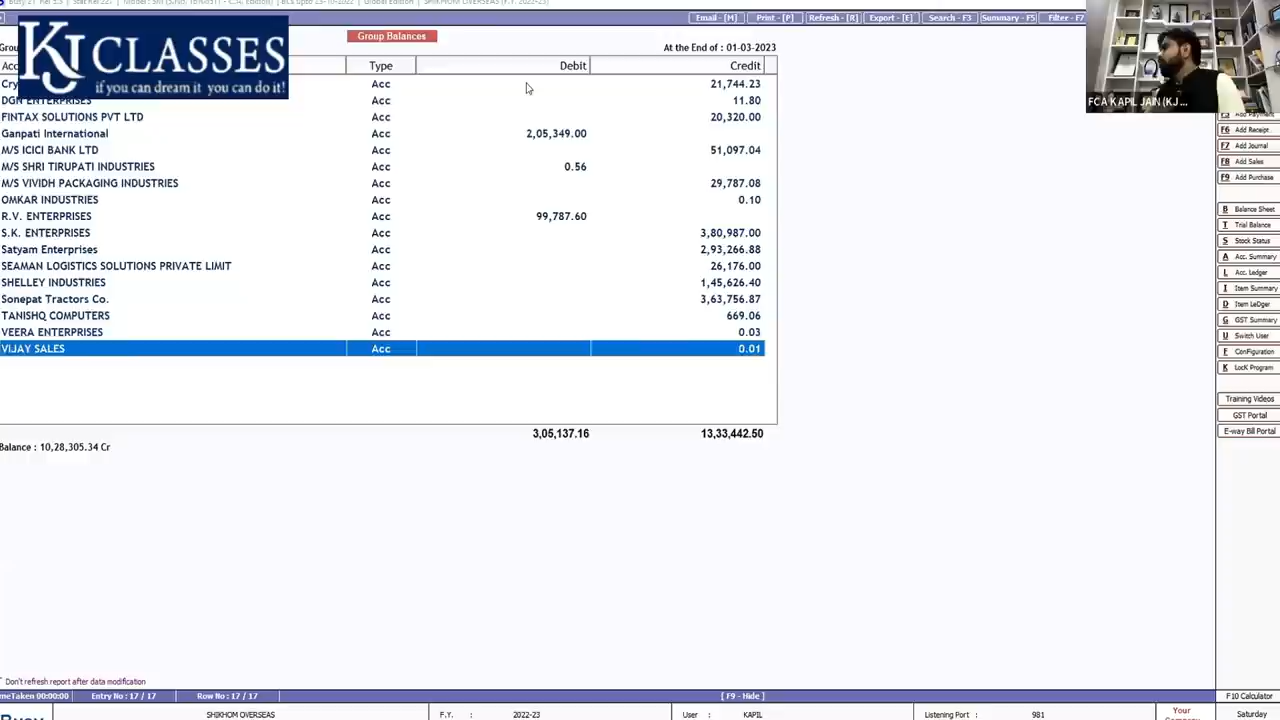 Email - [M] Print - [P] Refresh - [R] Export - [E] Search - F3 Summary - F5 Filter - F7
KJ CLASSES
if you can dream it you can do it!
Group Balances
At the End : 01-03-2023
Type Debit Credit
Acc 21,744.23
DGN ENTERPRISES Acc 11.80
FINTAX SOLUTIONS PVT LTD Acc 20,320.00
Ganpati International Acc 2,05,349.00
M/S ICICI BANK LTD Acc 51,097.04
M/S SHRI TIRUPATI INDUSTRIES Acc 0.56
M/S VIVIDH PACKAGING INDUSTRIES Acc 29,787.08
OMKAR INDUSTRIES Acc 0.10
R.V. ENTERPRISES Acc 99,787.60
S.K. ENTERPRISES Acc 3,80,987.00
Satyam Enterprises Acc 2,93,266.88
SEAMAN LOGISTICS SOLUTIONS PRIVATE LIMIT Acc 26,176.00
SHELLEY INDUSTRIES Acc 1,45,626.40
Sonepat Tractors Co. Acc 3,63,756.87
TANISHQ COMPUTERS Acc 669.06
VEERA ENTERPRISES Acc 0.03
VIJAY SALES Acc 0.01
3,05,137.16 13,33,442.50
Balance : 10,28,305.34 Cr
FCA KAPIL JAIN (KJ ...
F6 Add Receipt
F7 Add Journal
F8 Add Sales
F9 Add Purchase
B Balance Sheet
T Trial Balance
S Stock Status
A Acc. Summary
L Acc. Ledger
I Item Summary
D Item LeDger
G GST Summary
U Switch User
F ConFiguration
K LocK Program
Training Videos
GST Portal
E-way Bill Portal
Don't refresh report after data modification
meTaken 00:00:00 Entry No : 17 / 17 Row No : 17 / 17 [ F9 - Hide ] F10 Calculator
SHIKHOM OVERSEAS F.Y. : 2022-23 User : KAPIL Listening Port : 981 Your Saturday